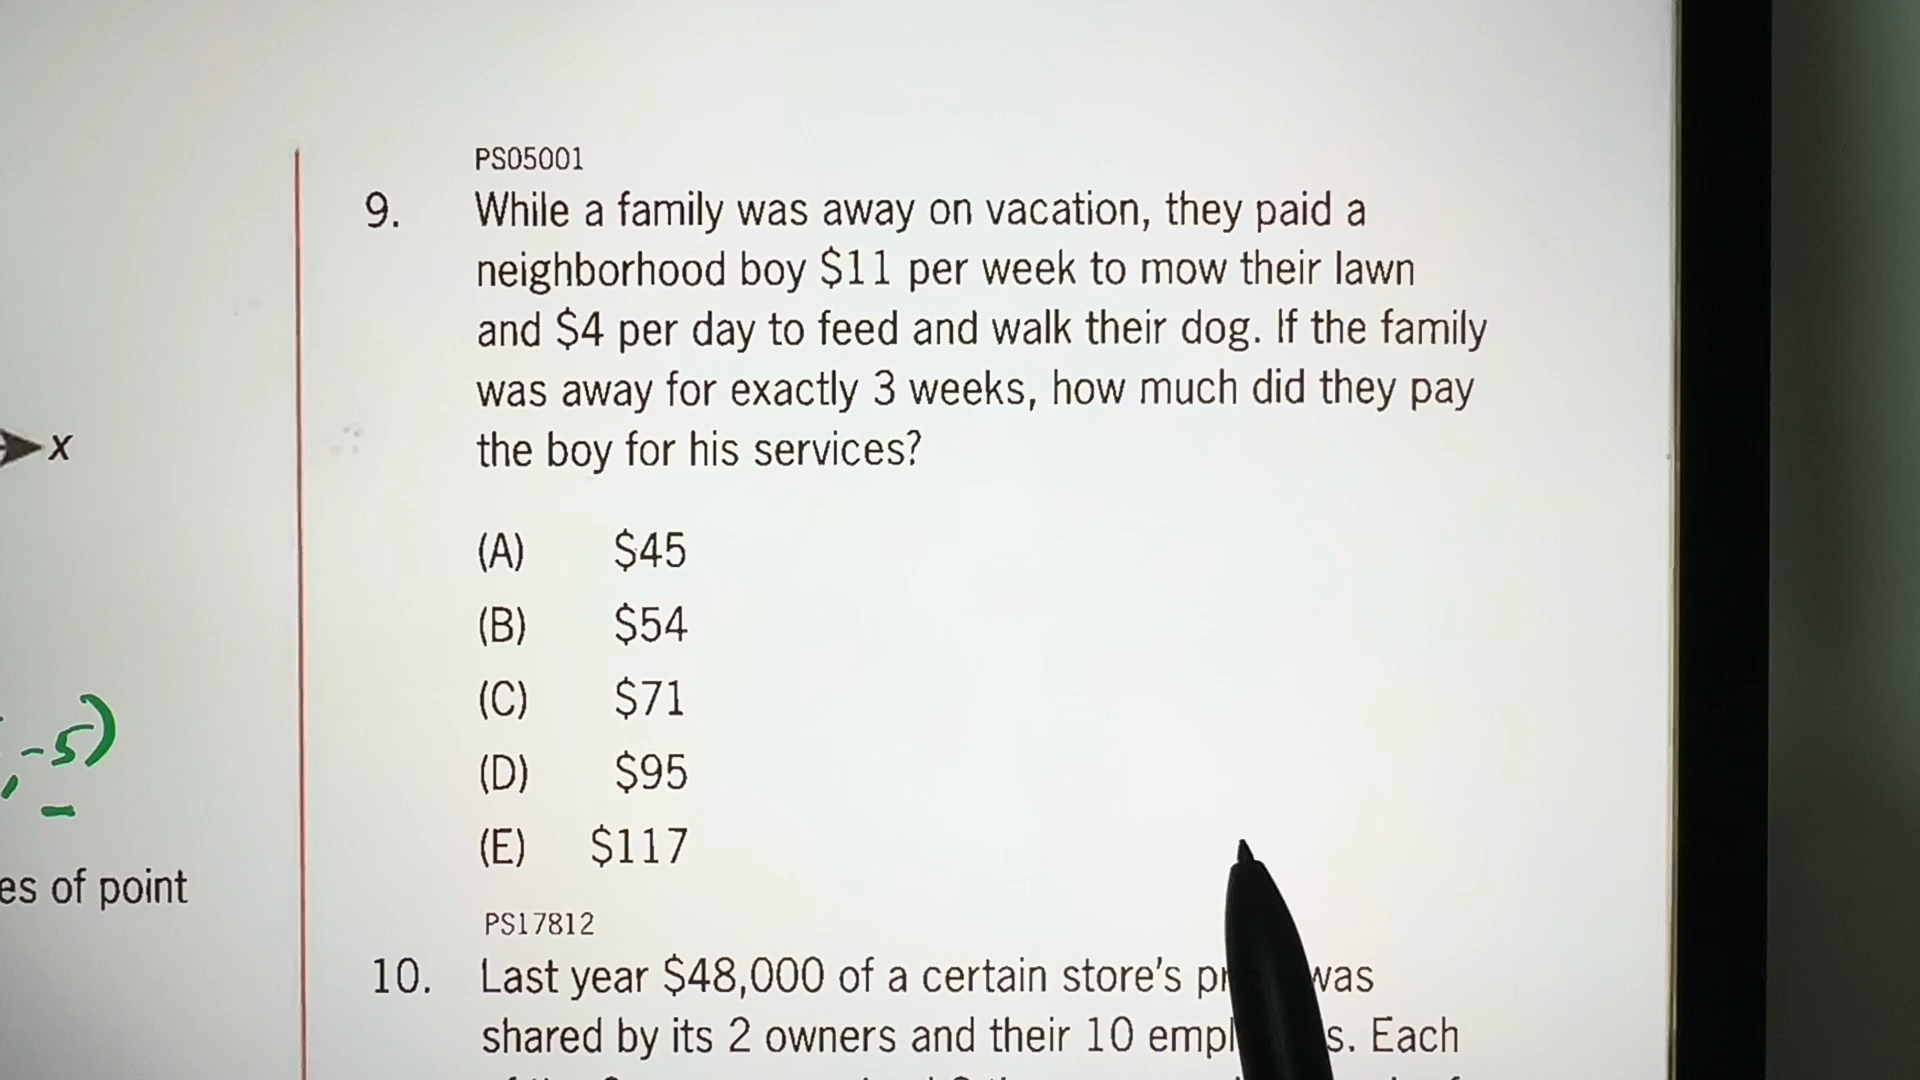 PS05001
9. While a family was away on vacation, they paid a
neighborhood boy $11 per week to mow their lawn
and $4 per day to feed and walk their dog. If the family
was away for exactly 3 weeks, how much did they pay
the boy for his services?
(A) $45
(B) $54
(C) $71
(D) $95
(E) $117
PS17812
10. Last year $48,000 of a certain store's was
shared by its 2 owners and their 10 Each
x
, -5)
of point